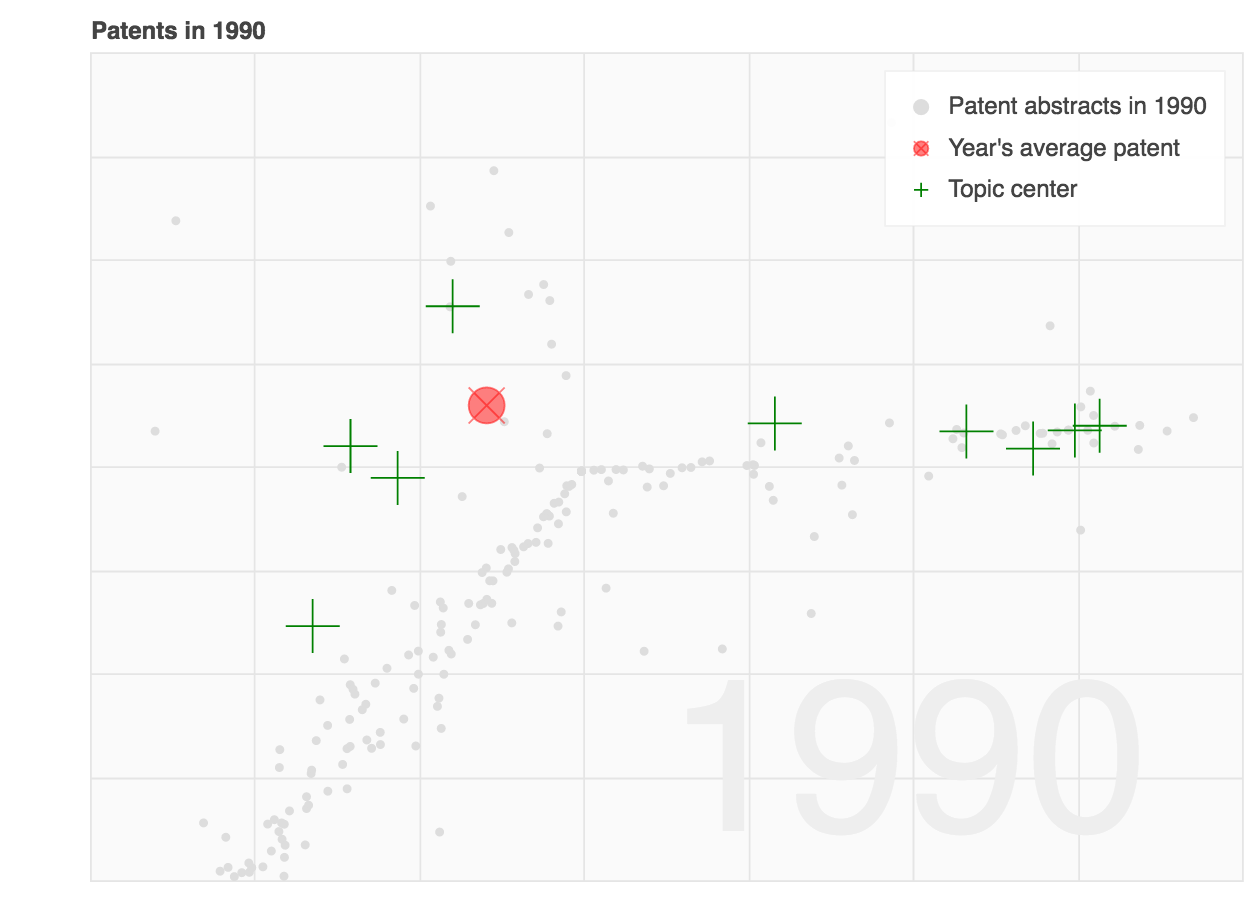 Patents in 1990
Patent abstracts in 1990
Year's average patent
Topic center
1990